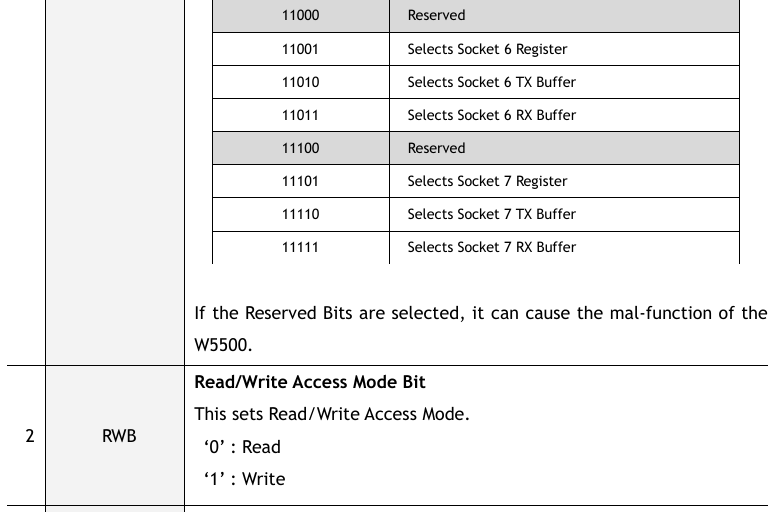 11000 Reserved
11001 Selects Socket 6 Register
11010 Selects Socket 6 TX Buffer
11011 Selects Socket 6 RX Buffer
11100 Reserved
11101 Selects Socket 7 Register
11110 Selects Socket 7 TX Buffer
11111 Selects Socket 7 RX Buffer
If the Reserved Bits are selected, it can cause the mal-function of the
W5500.
Read/Write Access Mode Bit
This sets Read/Write Access Mode.
2 RWB
‘0’ : Read
‘1’ : Write